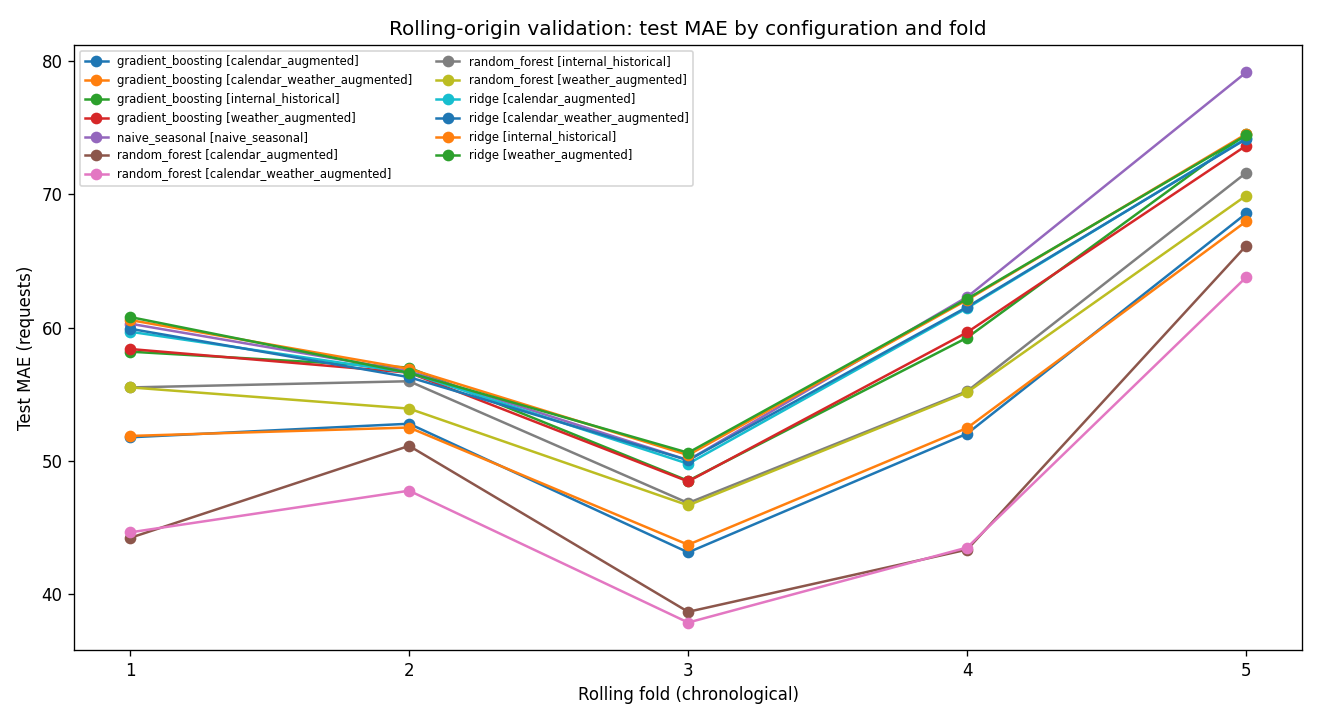 Rolling-origin validation: test MAE by configuration and fold
gradient_boosting [calendar_augmented]
gradient_boosting [calendar_weather_augmented]
gradient_boosting [internal_historical]
gradient_boosting [weather_augmented]
naive_seasonal [naive_seasonal]
random_forest [calendar_augmented]
random_forest [calendar_weather_augmented]
random_forest [internal_historical]
random_forest [weather_augmented]
ridge [calendar_augmented]
ridge [calendar_weather_augmented]
ridge [internal_historical]
ridge [weather_augmented]
Test MAE (requests)
80
70
60
50
40
1 2 3 4 5
Rolling fold (chronological)